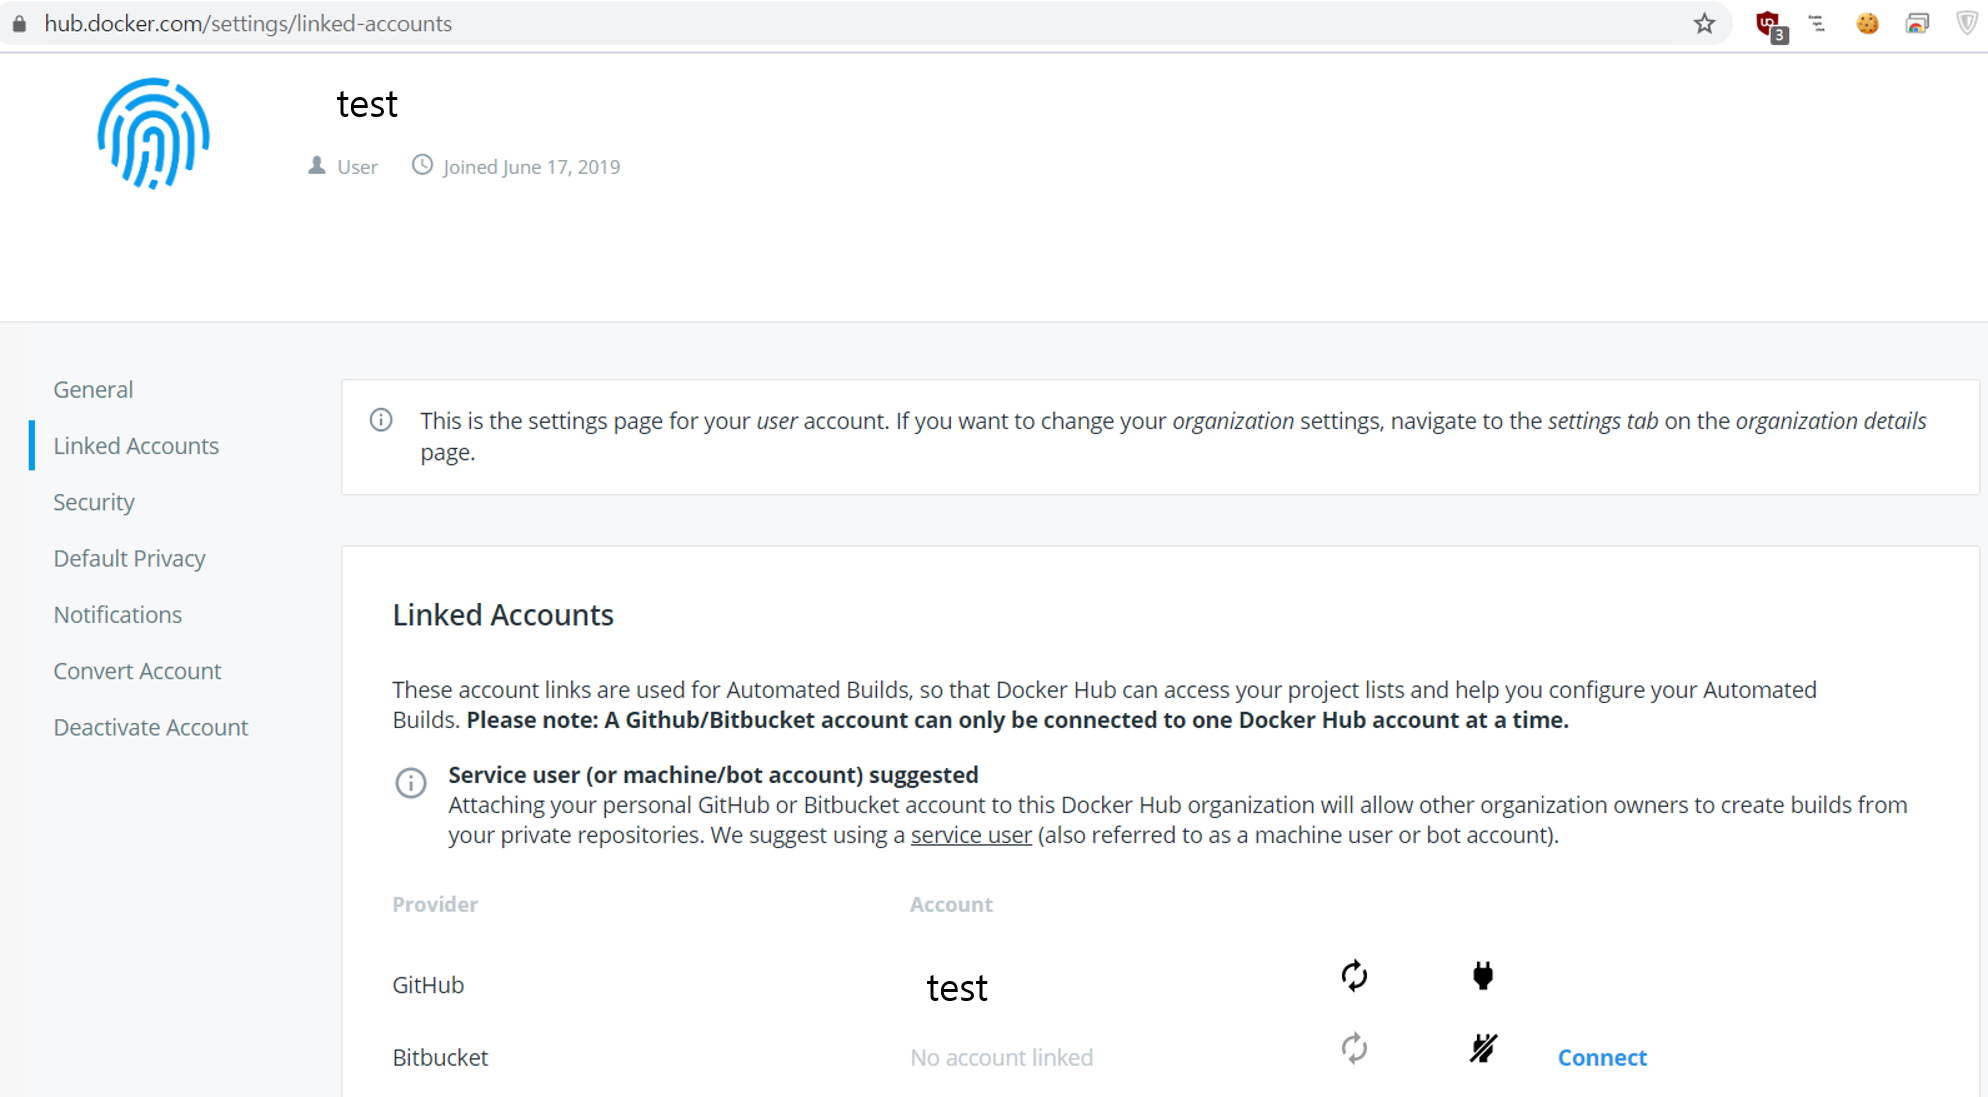 hub.docker.com/settings/linked-accounts
3
test
User Joined June 17, 2019
General
Linked Accounts
Security
Default Privacy
Notifications
Convert Account
Deactivate Account
This is the settings page for your user account. If you want to change your organization settings, navigate to the settings tab on the organization details
page.
Linked Accounts
These account links are used for Automated Builds, so that Docker Hub can access your project lists and help you configure your Automated
Builds. Please note: A Github/Bitbucket account can only be connected to one Docker Hub account at a time.
Service user (or machine/bot account) suggested
Attaching your personal GitHub or Bitbucket account to this Docker Hub organization will allow other organization owners to create builds from
your private repositories. We suggest using a service user (also referred to as a machine user or bot account).
Provider Account
GitHub test
Bitbucket No account linked Connect